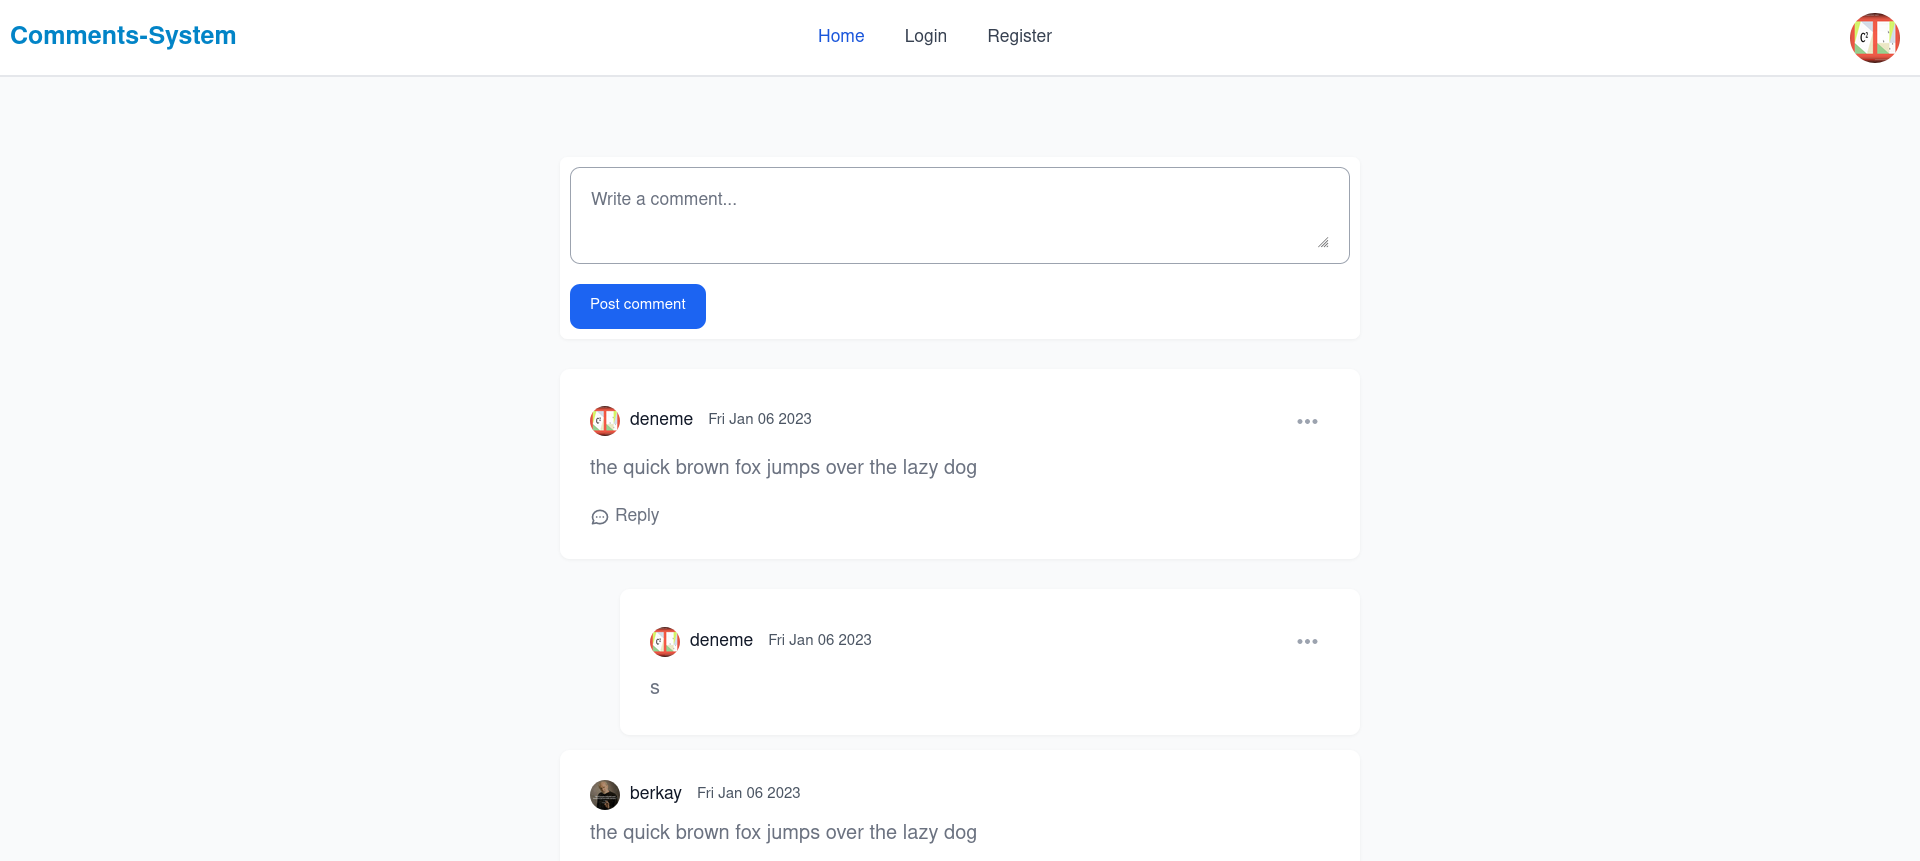 Comments-System
Home Login Register
Write a comment...
Post comment
deneme Fri Jan 06 2023
the quick brown fox jumps over the lazy dog
Reply
deneme Fri Jan 06 2023
s
berkay Fri Jan 06 2023
the quick brown fox jumps over the lazy dog